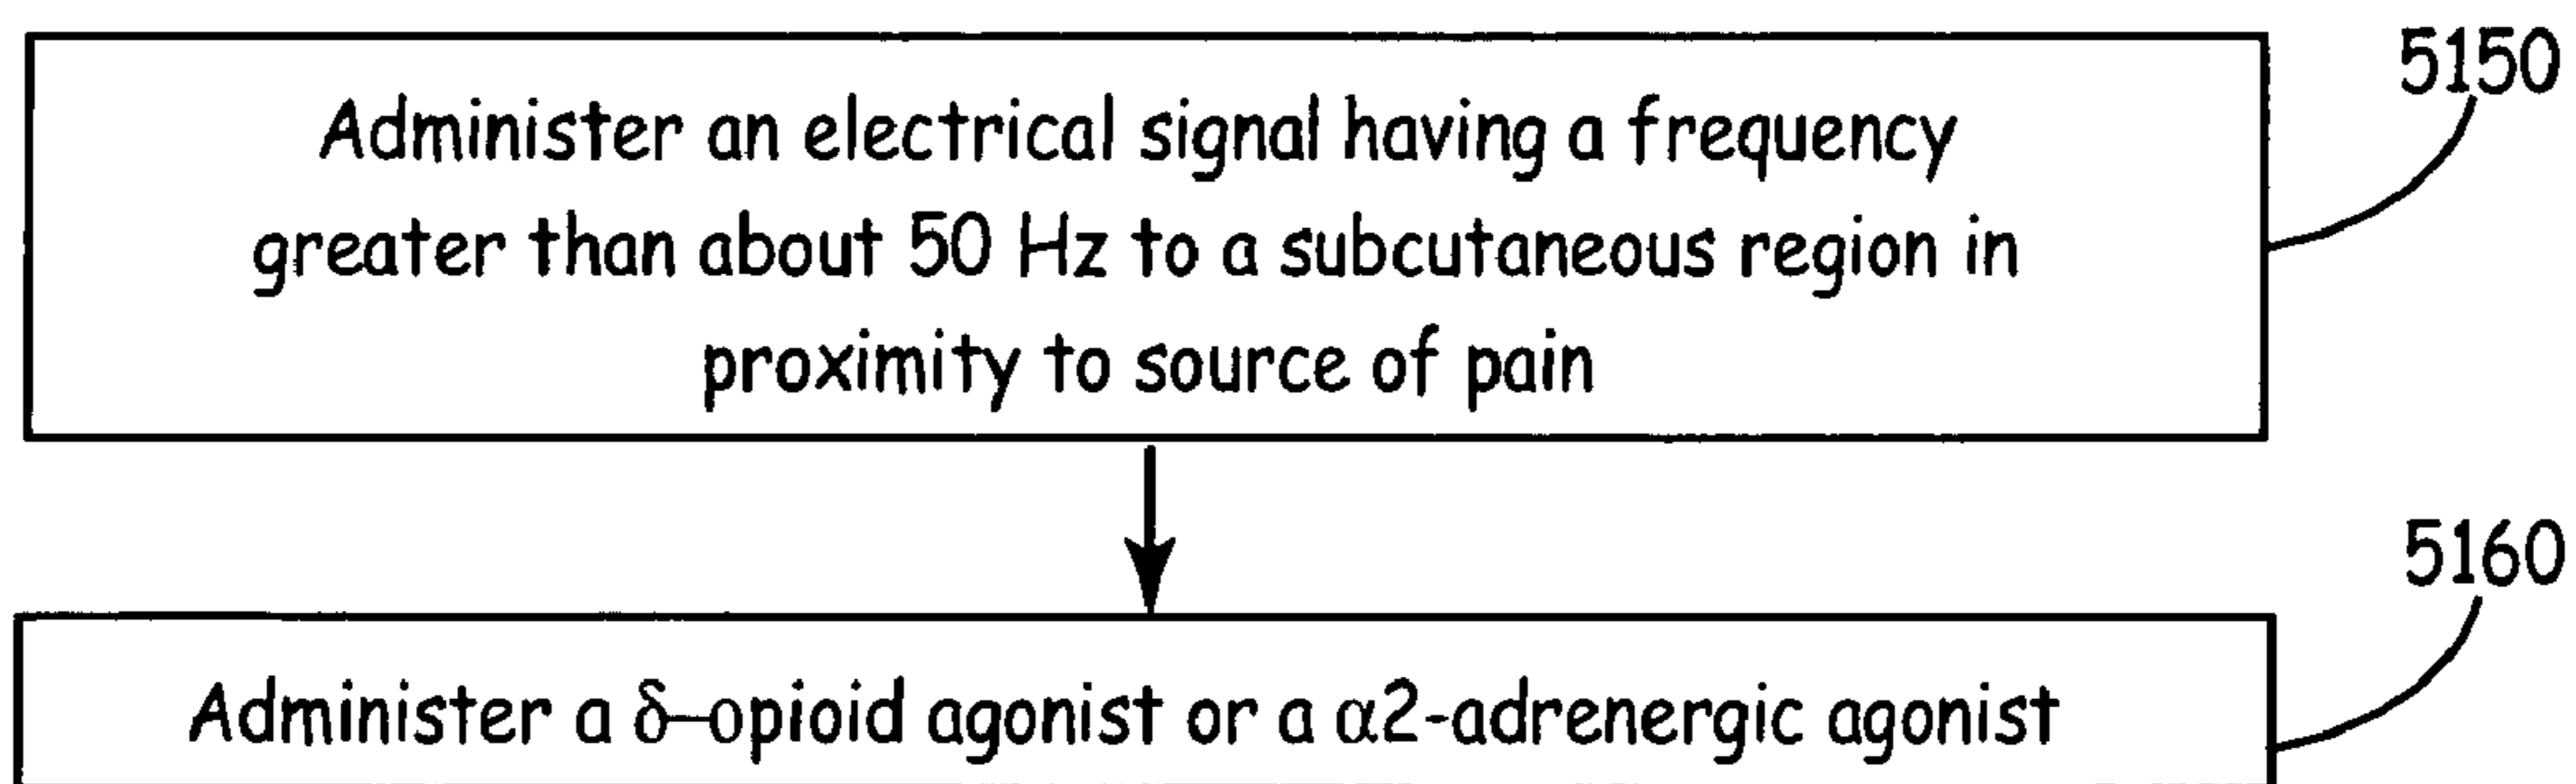 5150
Administer an electrical signal having a frequency
greater than about 50 Hz to a subcutaneous region in
proximity to source of pain
5160
Administer a δ–opioid agonist or a α2-adrenergic agonist